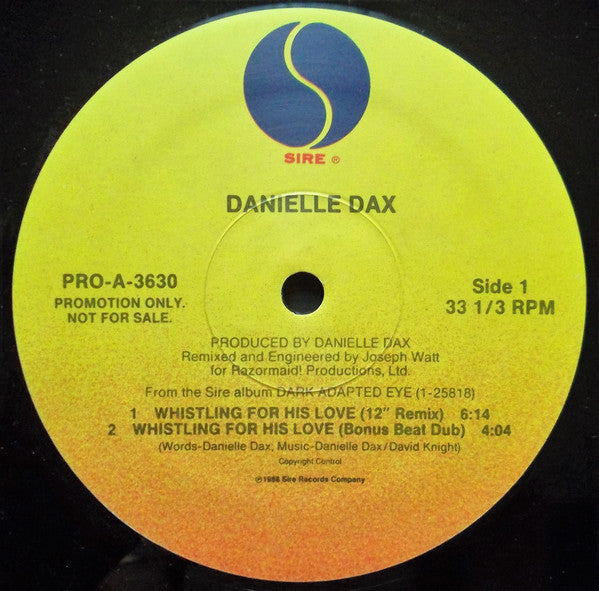 SIRE ®
DANIELLE DAX
PRO-A-3630
PROMOTION ONLY.
NOT FOR SALE.
Side 1
33 1/3 RPM
PRODUCED BY DANIELLE DAX
Remixed and Engineered by Joseph Watt
for Razormaid! Productions, Ltd.
From the Sire album DARK ADAPTED EYE (1-25818)
1 WHISTLING FOR HIS LOVE (12" Remix) 6:14
2 WHISTLING FOR HIS LOVE (Bonus Beat Dub) 4:04
(Words-Danielle Dax; Music-Danielle Dax/David Knight)
Copyright Control
℗1988 Sire Records Company